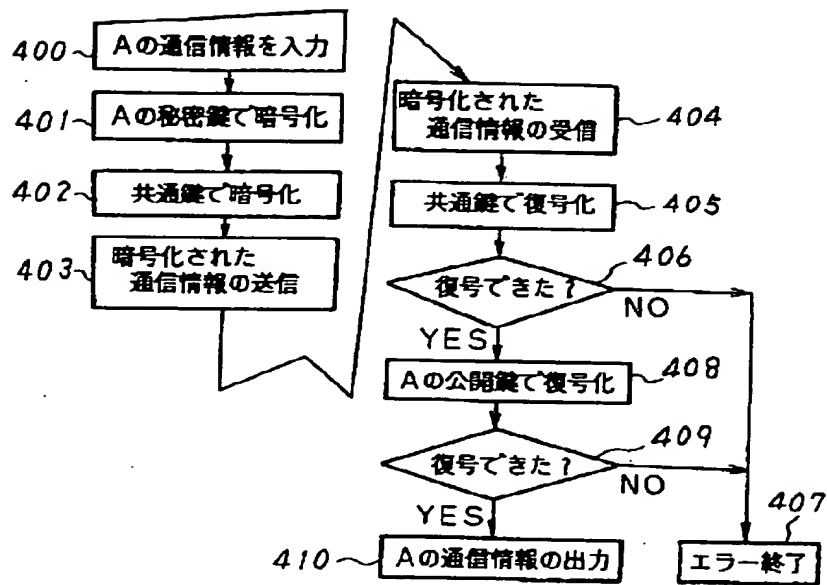 400
Aの通信情報を入力
401
Aの秘密鍵で暗号化
402
共通鍵で暗号化
403
暗号化された
通信情報の送信
暗号化された
通信情報の受信
404
共通鍵で復号化
405
復号できた?
406
NO
YES
Aの公開鍵で復号化
408
復号できた?
409
NO
YES
407
410
Aの通信情報の出力
エラー終了